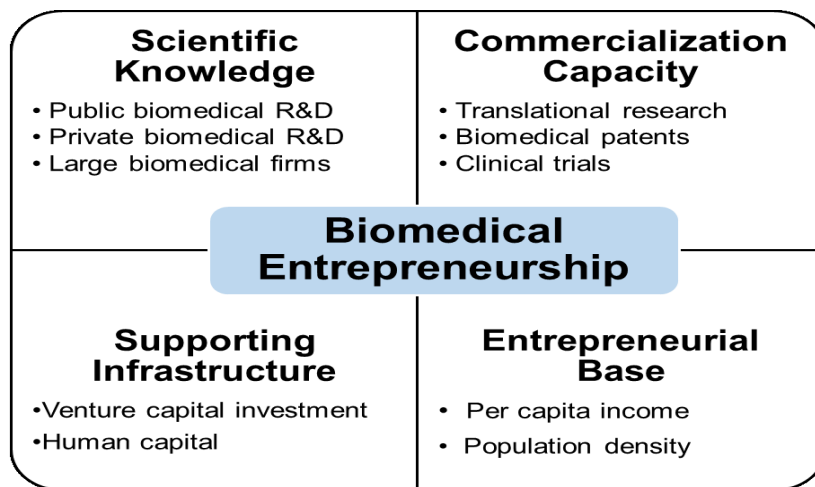 Scientific
Knowledge
• Public biomedical R&D
• Private biomedical R&D
• Large biomedical firms
Commercialization
Capacity
• Translational research
• Biomedical patents
• Clinical trials
Biomedical
Entrepreneurship
Supporting
Infrastructure
•Venture capital investment
•Human capital
Entrepreneurial
Base
• Per capita income
• Population density